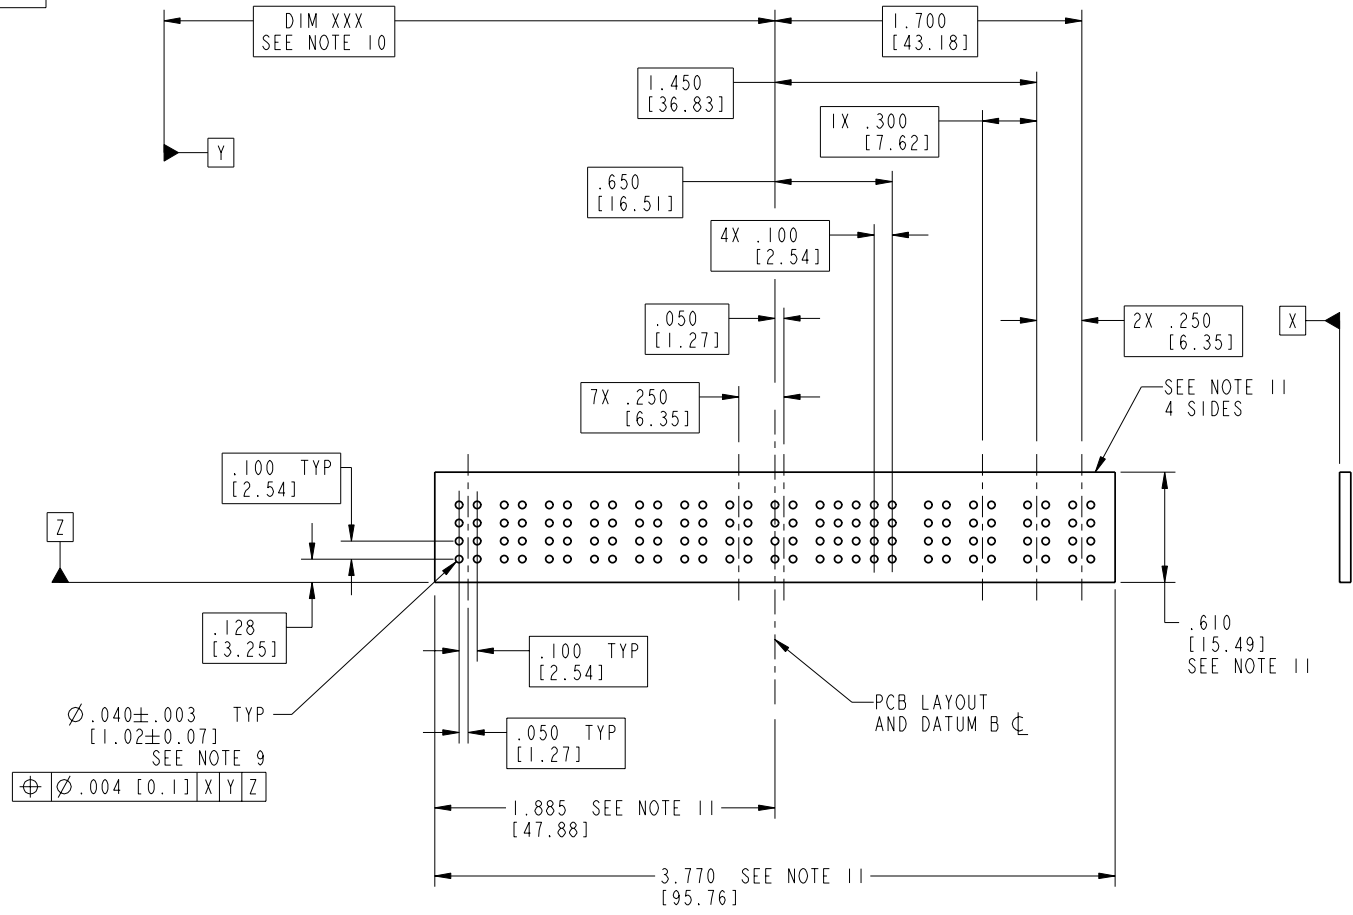 DIM XXX
SEE NOTE 10
1.700
[43.18]
1.450
[36.83]
1X .300
[7.62]
Y
.650
[16.51]
4X .100
[2.54]
.050
[1.27]
2X .250
[6.35]
X
7X .250
[6.35]
SEE NOTE 11
4 SIDES
.100 TYP
[2.54]
Z
.128
[3.25]
.100 TYP
[2.54]
.610
[15.49]
SEE NOTE 11
PCB LAYOUT
AND DATUM B ℄
Ø.040±.003 TYP
[1.02±0.07]
SEE NOTE 9
⌖ Ø.004 [0.1] X Y Z
.050 TYP
[1.27]
1.885 SEE NOTE 11
[47.88]
3.770 SEE NOTE 11
[95.76]